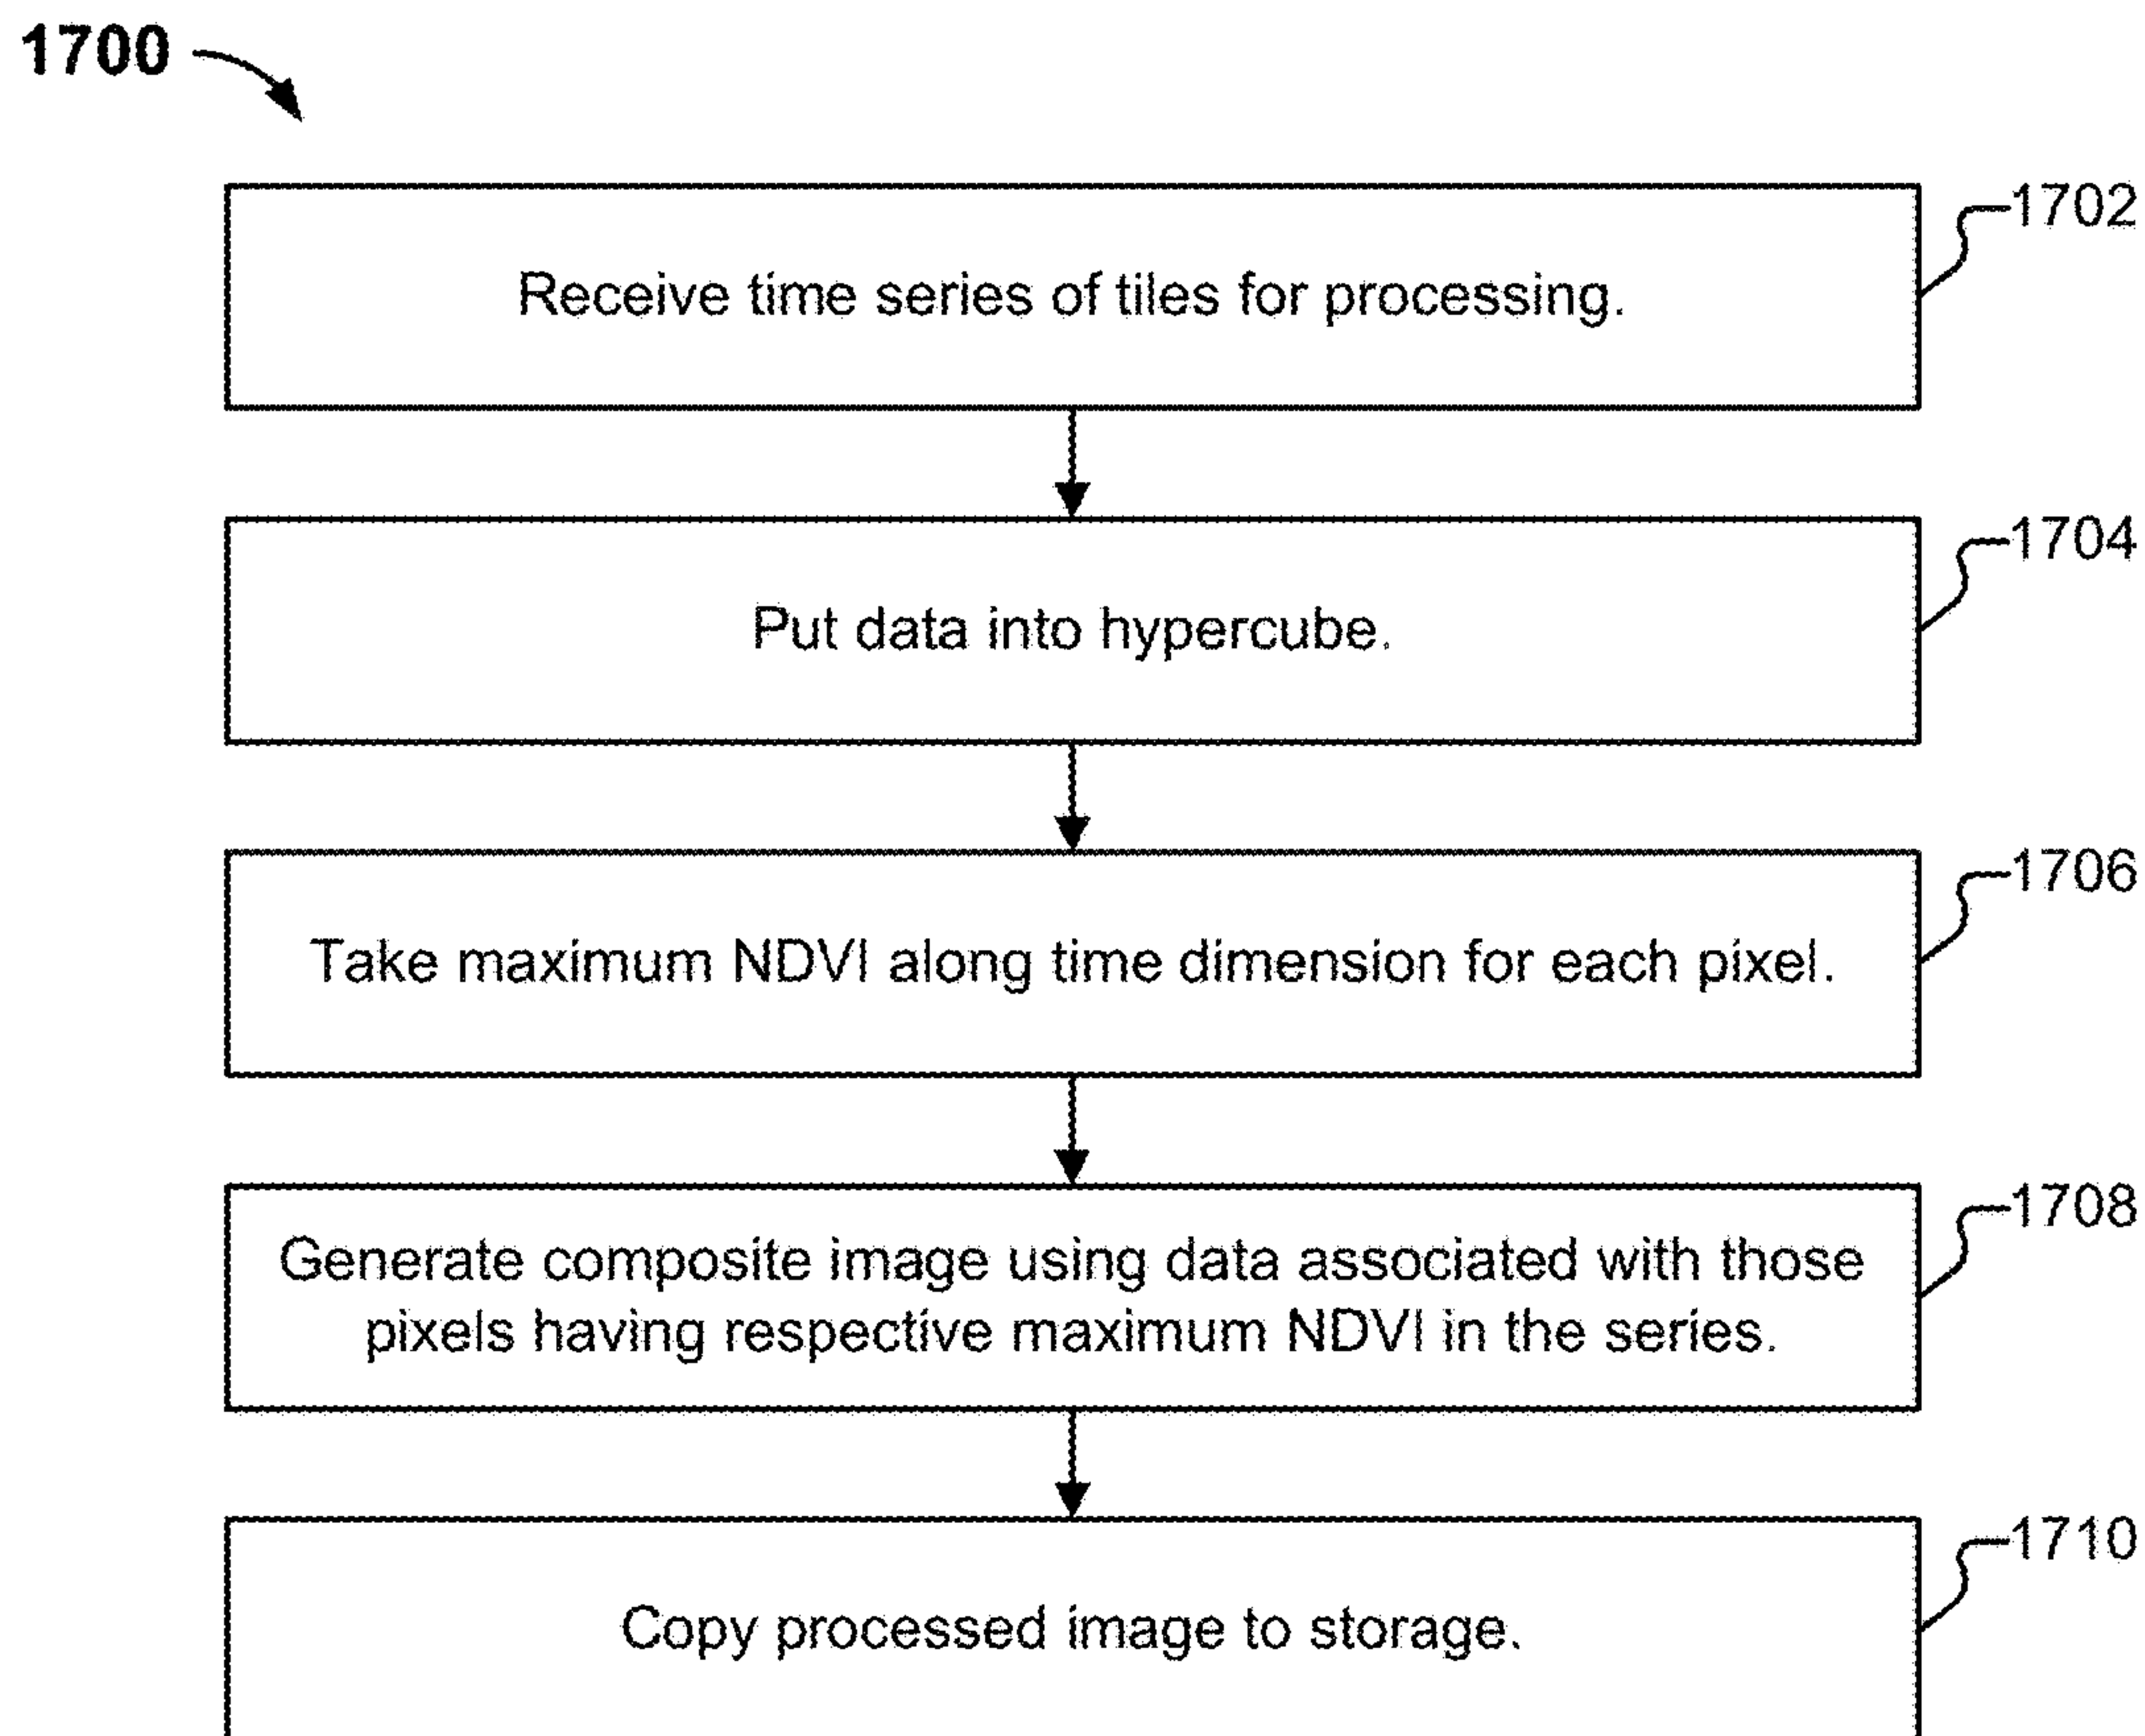 1700
1702
Receive time series of tiles for processing.
1704
Put data into hypercube.
1706
Take maximum NDVI along time dimension for each pixel.
1708
Generate composite image using data associated with those
pixels having respective maximum NDVI in the series.
1710
Copy processed image to storage.